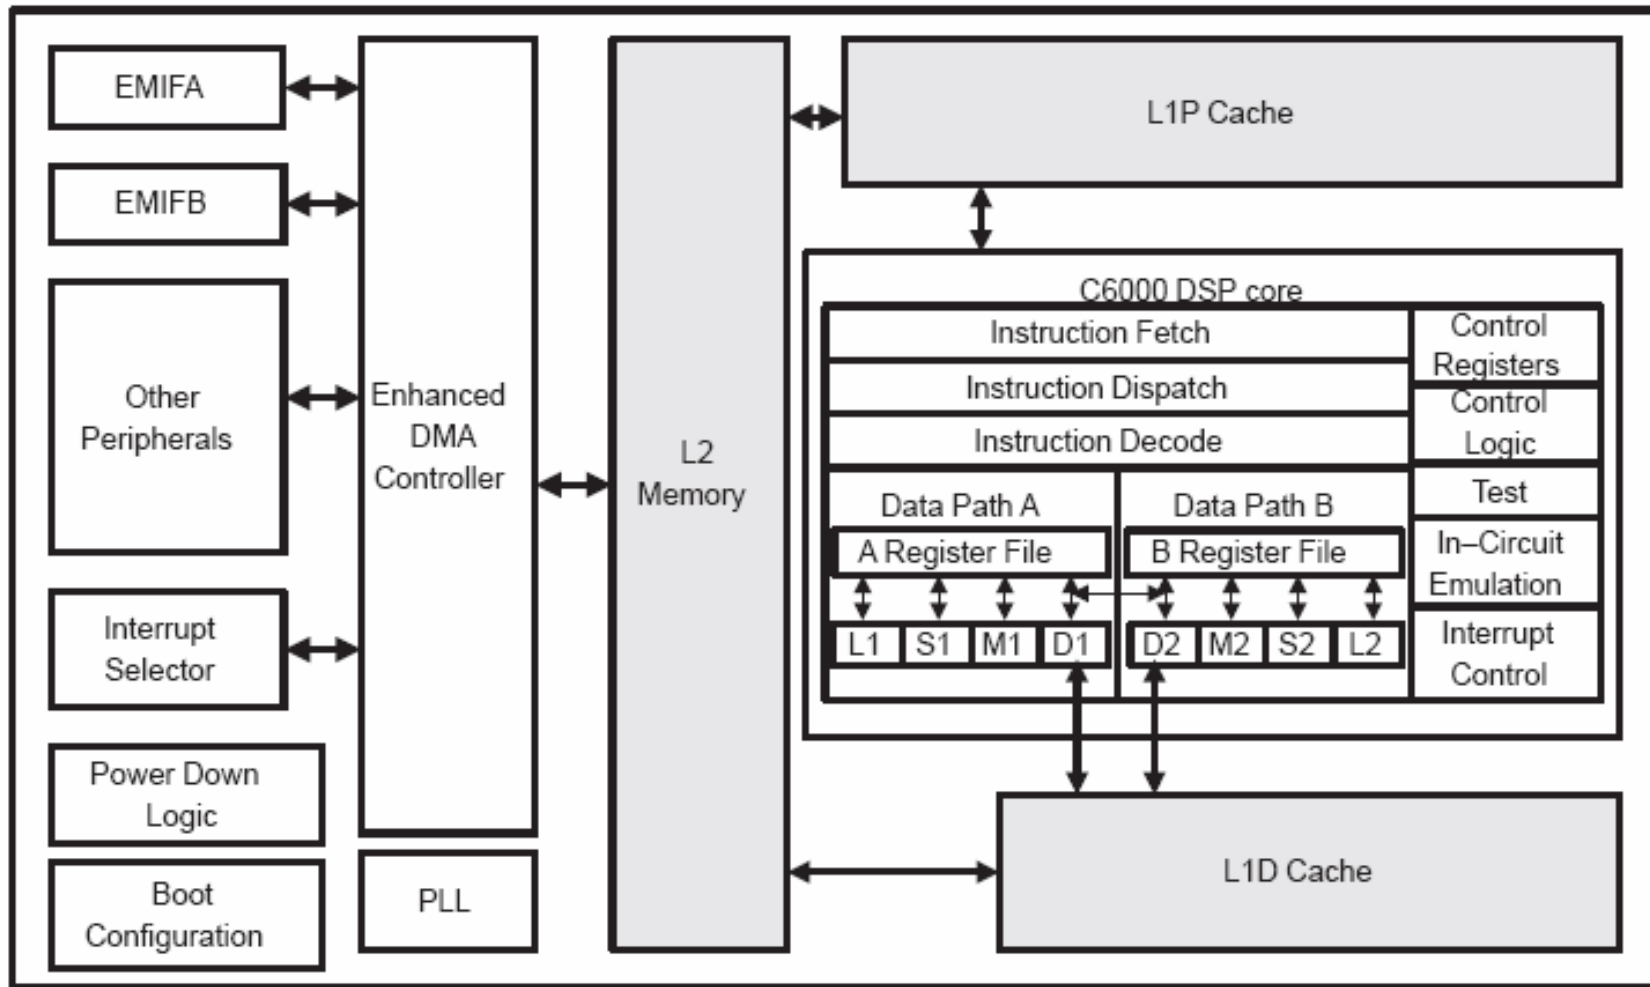 EMIFA
EMIFB
Other
Peripherals
Interrupt
Selector
Power Down
Logic
Boot
Configuration
Enhanced
DMA
Controller
PLL
L2
Memory
L1P Cache
C6000 DSP core
Instruction Fetch
Instruction Dispatch
Instruction Decode
Control
Registers
Control
Logic
Test
In–Circuit
Emulation
Interrupt
Control
Data Path A
A Register File
L1 S1 M1 D1
Data Path B
B Register File
D2 M2 S2 L2
L1D Cache